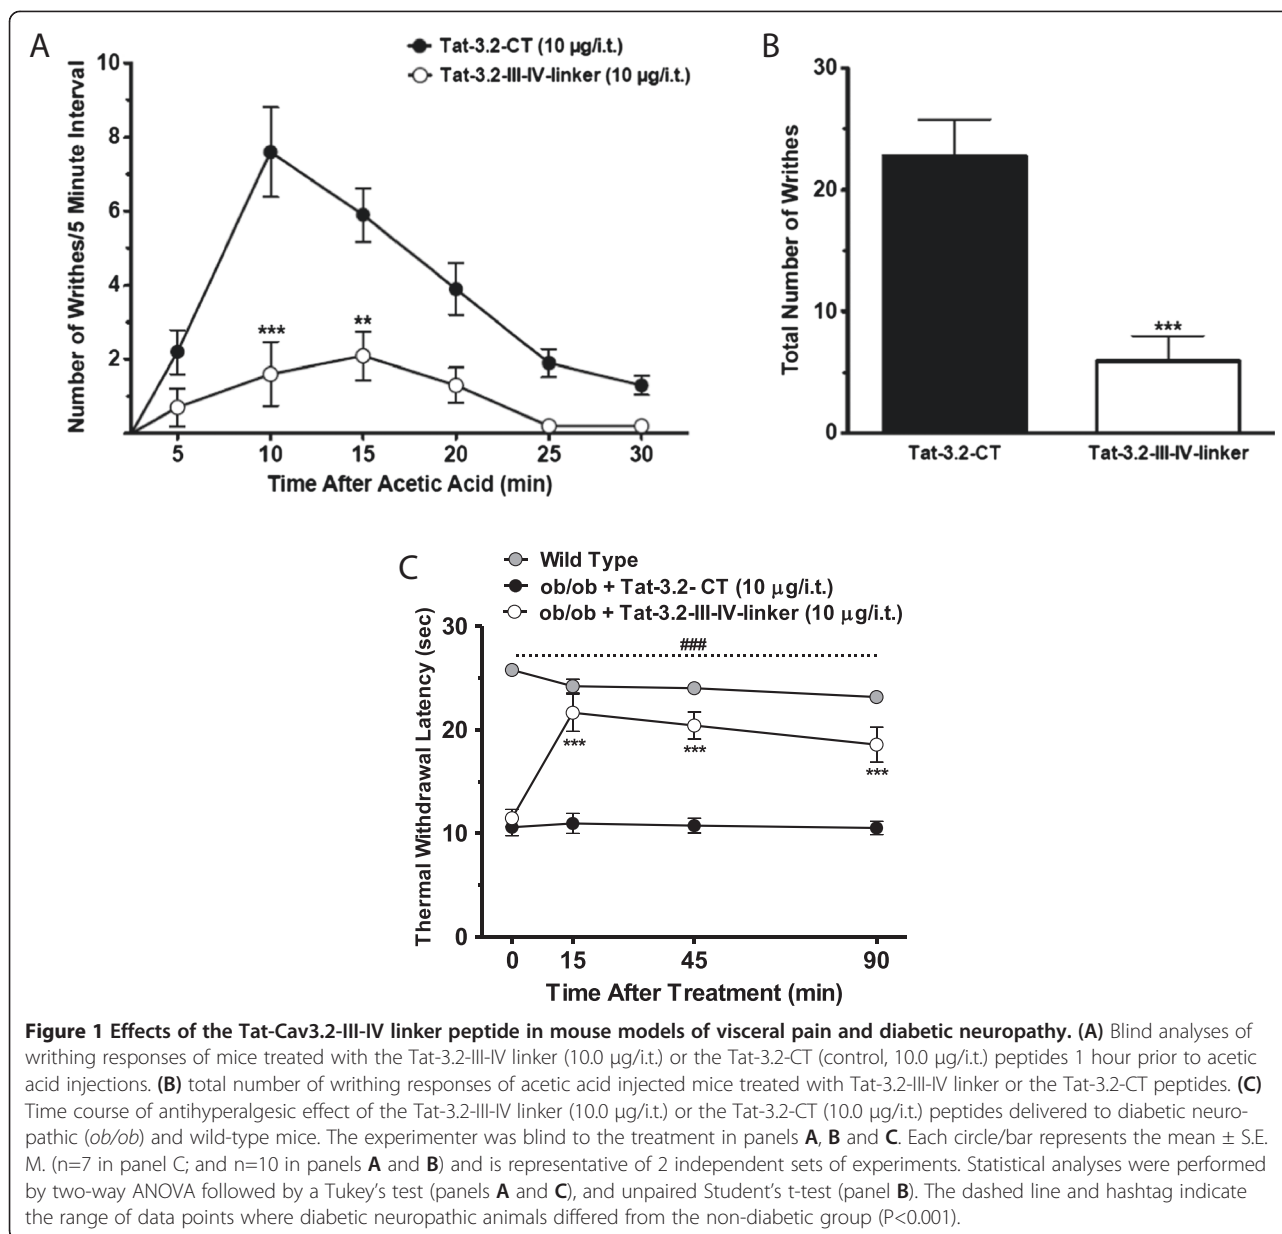 A
Tat-3.2-CT (10 µg/i.t.)
Tat-3.2-III-IV-linker (10 µg/i.t.)
Number of Writhes/5 Minute Interval
10
8
6
4
2
***
**
5 10 15 20 25 30
Time After Acetic Acid (min)
B
Total Number of Writhes
30
20
10
0
***
Tat-3.2-CT Tat-3.2-III-IV-linker
C
Wild Type
ob/ob + Tat-3.2- CT (10 µg/i.t.)
ob/ob + Tat-3.2-III-IV-linker (10 µg/i.t.)
Thermal Withdrawal Latency (sec)
30
20
10
0
###
*** *** ***
0 15 45 90
Time After Treatment (min)
Figure 1 Effects of the Tat-Cav3.2-III-IV linker peptide in mouse models of visceral pain and diabetic neuropathy. (A) Blind analyses of
writhing responses of mice treated with the Tat-3.2-III-IV linker (10.0 µg/i.t.) or the Tat-3.2-CT (control, 10.0 µg/i.t.) peptides 1 hour prior to acetic
acid injections. (B) total number of writhing responses of acetic acid injected mice treated with Tat-3.2-III-IV linker or the Tat-3.2-CT peptides. (C)
Time course of antihyperalgesic effect of the Tat-3.2-III-IV linker (10.0 µg/i.t.) or the Tat-3.2-CT (10.0 µg/i.t.) peptides delivered to diabetic neuro-
pathic (ob/ob) and wild-type mice. The experimenter was blind to the treatment in panels A, B and C. Each circle/bar represents the mean ± S.E.
M. (n=7 in panel C; and n=10 in panels A and B) and is representative of 2 independent sets of experiments. Statistical analyses were performed
by two-way ANOVA followed by a Tukey's test (panels A and C), and unpaired Student's t-test (panel B). The dashed line and hashtag indicate
the range of data points where diabetic neuropathic animals differed from the non-diabetic group (P<0.001).